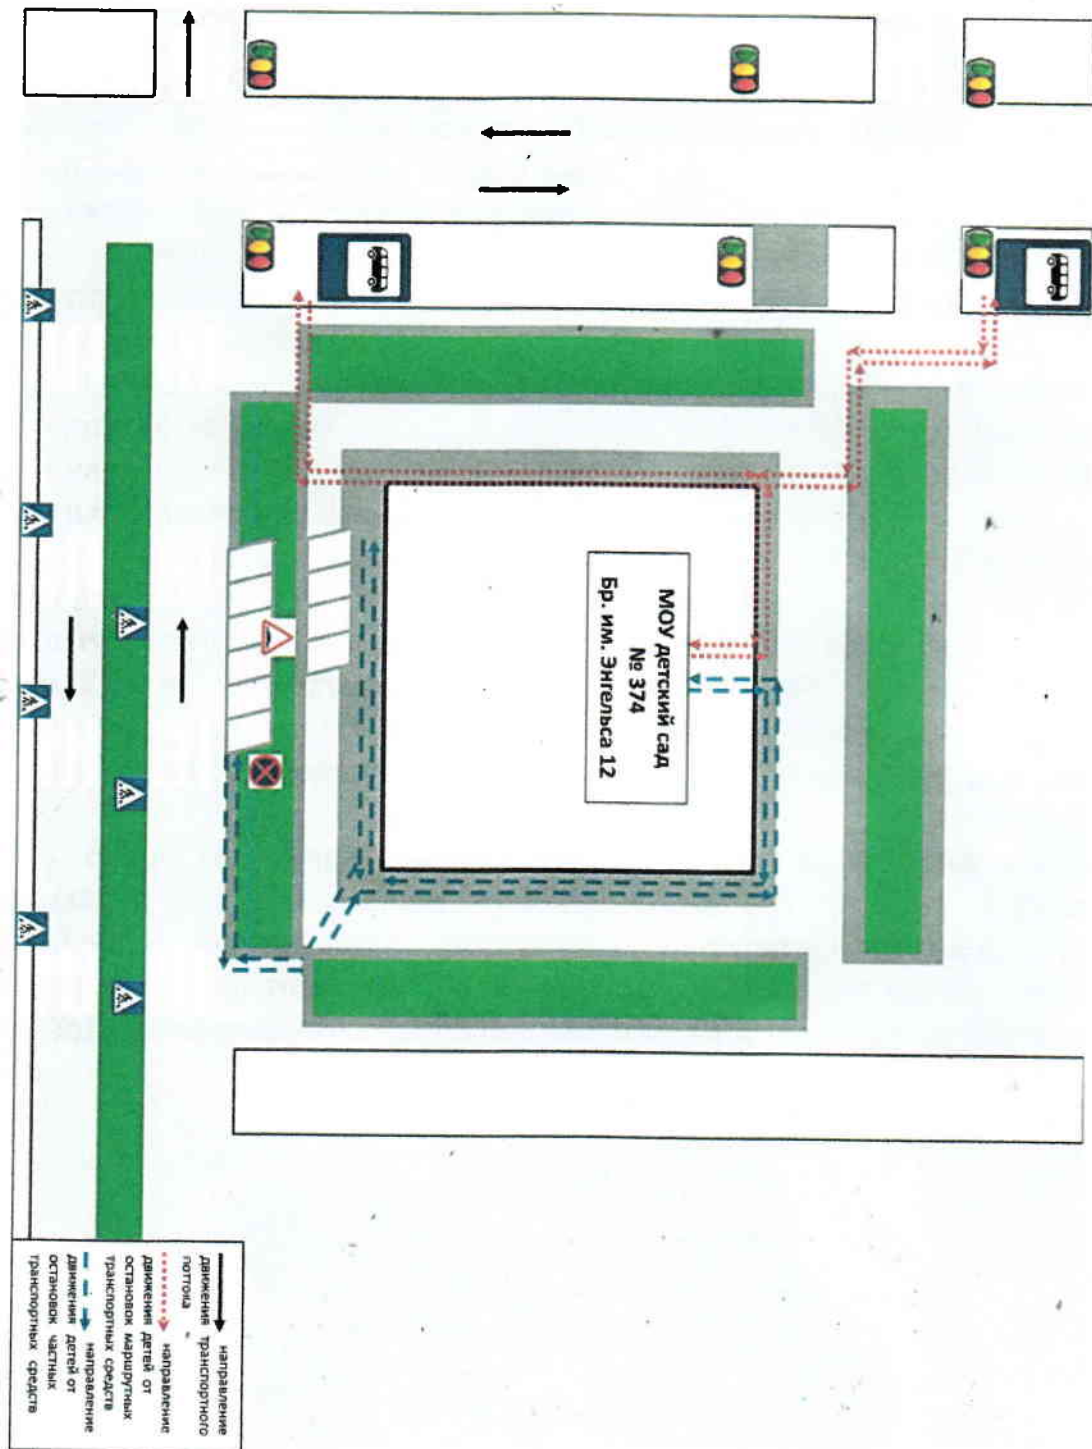 МОУ детский сад
№ 374
Бр. им. Энгельса 12
направление
движения транспортного
поттока
направление
движения детей от
остановок маршрутных
транспортных средств
направление
движения детей от
остановок частных
транспортных средств